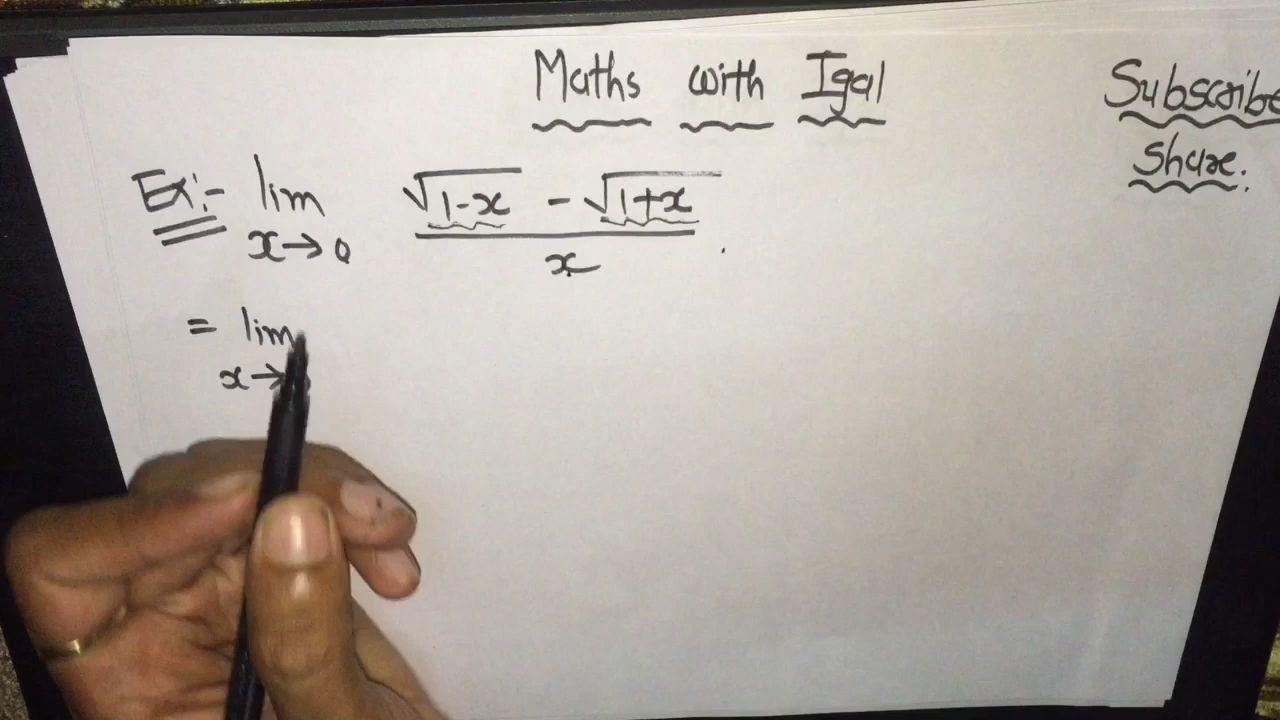 Maths with Igal
Subscribe
Share.
Ex:- lim x→0 (√(1-x) - √(1+x)) / x .
= lim x→